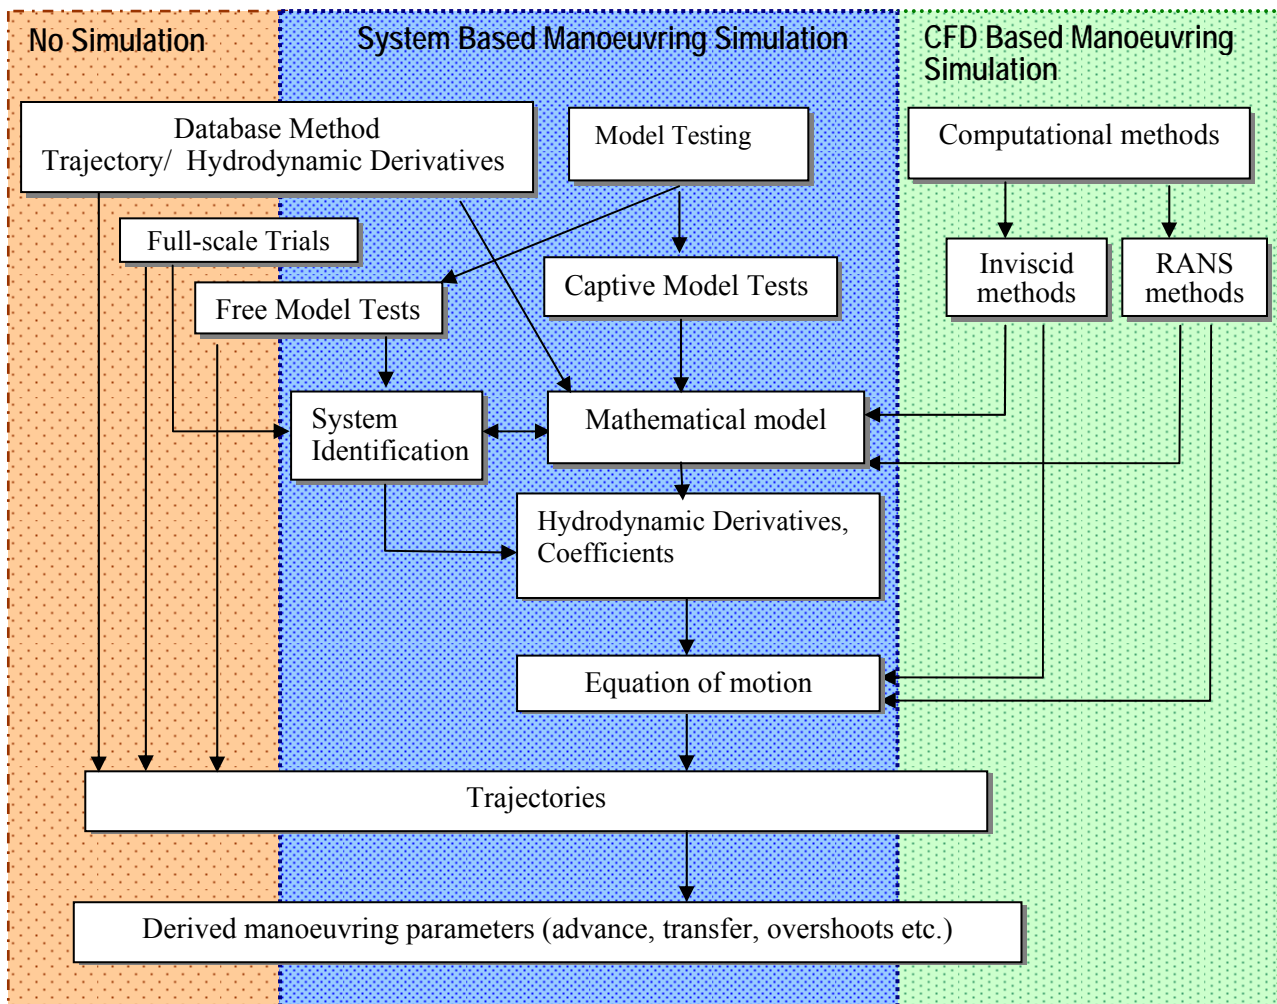 No Simulation
System Based Manoeuvring Simulation
CFD Based Manoeuvring
Simulation
Database Method
Trajectory/ Hydrodynamic Derivatives
Model Testing
Computational methods
Full-scale Trials
Inviscid
methods
RANS
methods
Free Model Tests
Captive Model Tests
System
Identification
Mathematical model
Hydrodynamic Derivatives,
Coefficients
Equation of motion
Trajectories
Derived manoeuvring parameters (advance, transfer, overshoots etc.)